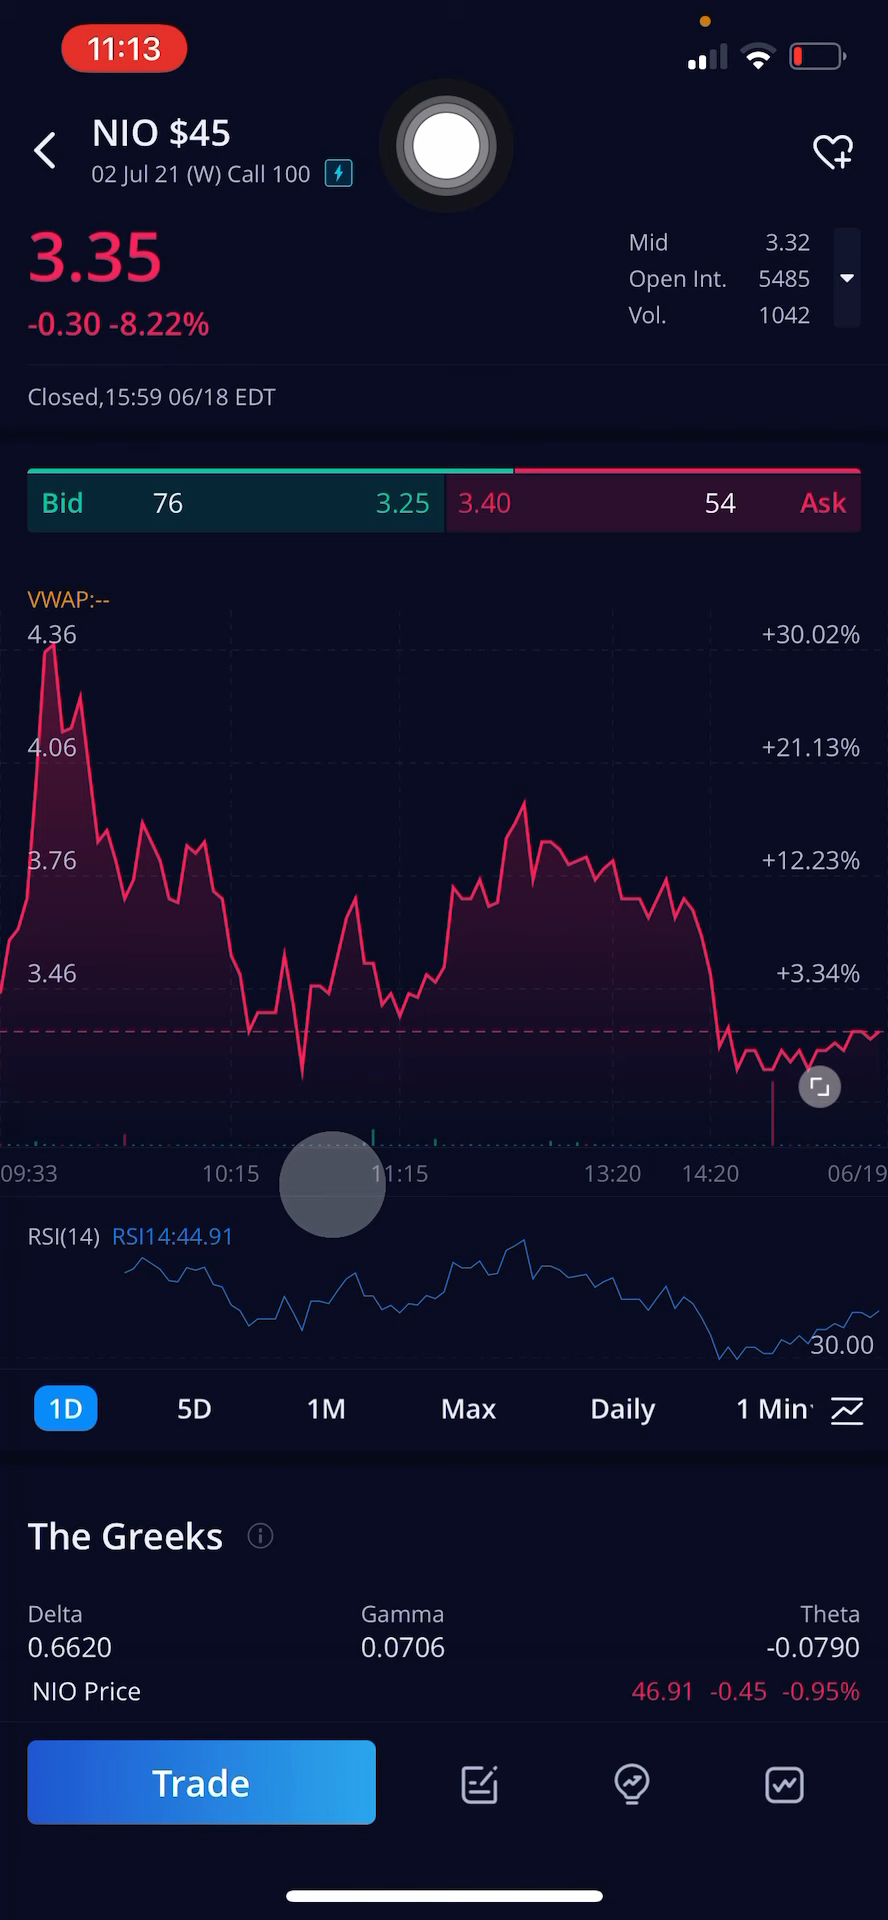 11:13
NIO $45
02 Jul 21 (W) Call 100
3.35
-0.30 -8.22%
Mid 3.32
Open Int. 5485
Vol. 1042
Closed,15:59 06/18 EDT
Bid 76 3.25 3.40 54 Ask
VWAP:--
4.36 +30.02%
4.06 +21.13%
3.76 +12.23%
3.46 +3.34%
09:33 10:15 11:15 13:20 14:20 06/19
RSI(14) RSI14:44.91
30.00
1D 5D 1M Max Daily 1 Min
The Greeks
Delta Gamma Theta
0.6620 0.0706 -0.0790
NIO Price 46.91 -0.45 -0.95%
Trade